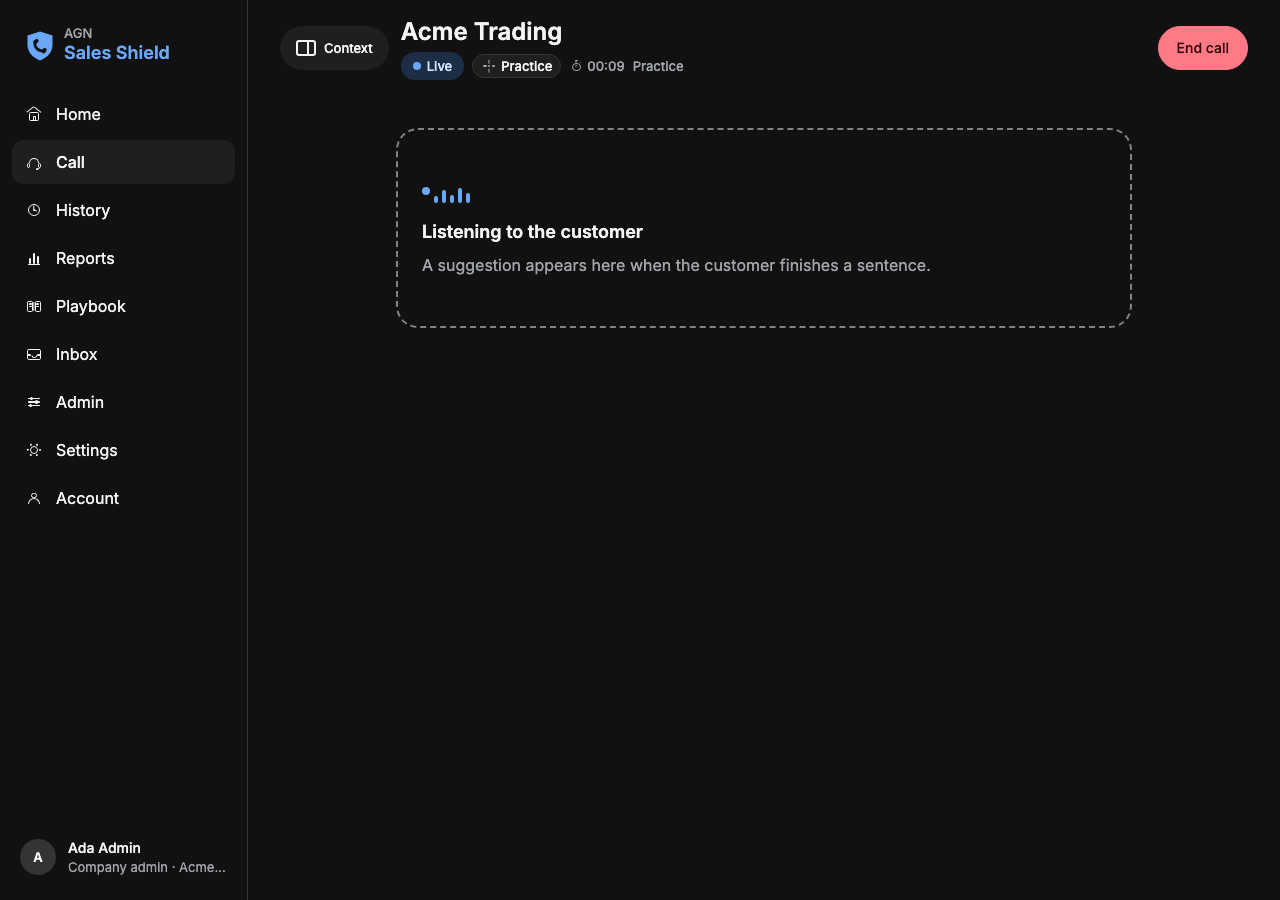 AGN
Sales Shield
Home
Call
History
Reports
Playbook
Inbox
Admin
Settings
Account
A
Ada Admin
Company admin · Acme...
Context
Acme Trading
Live
Practice
00:09 Practice
End call
Listening to the customer
A suggestion appears here when the customer finishes a sentence.